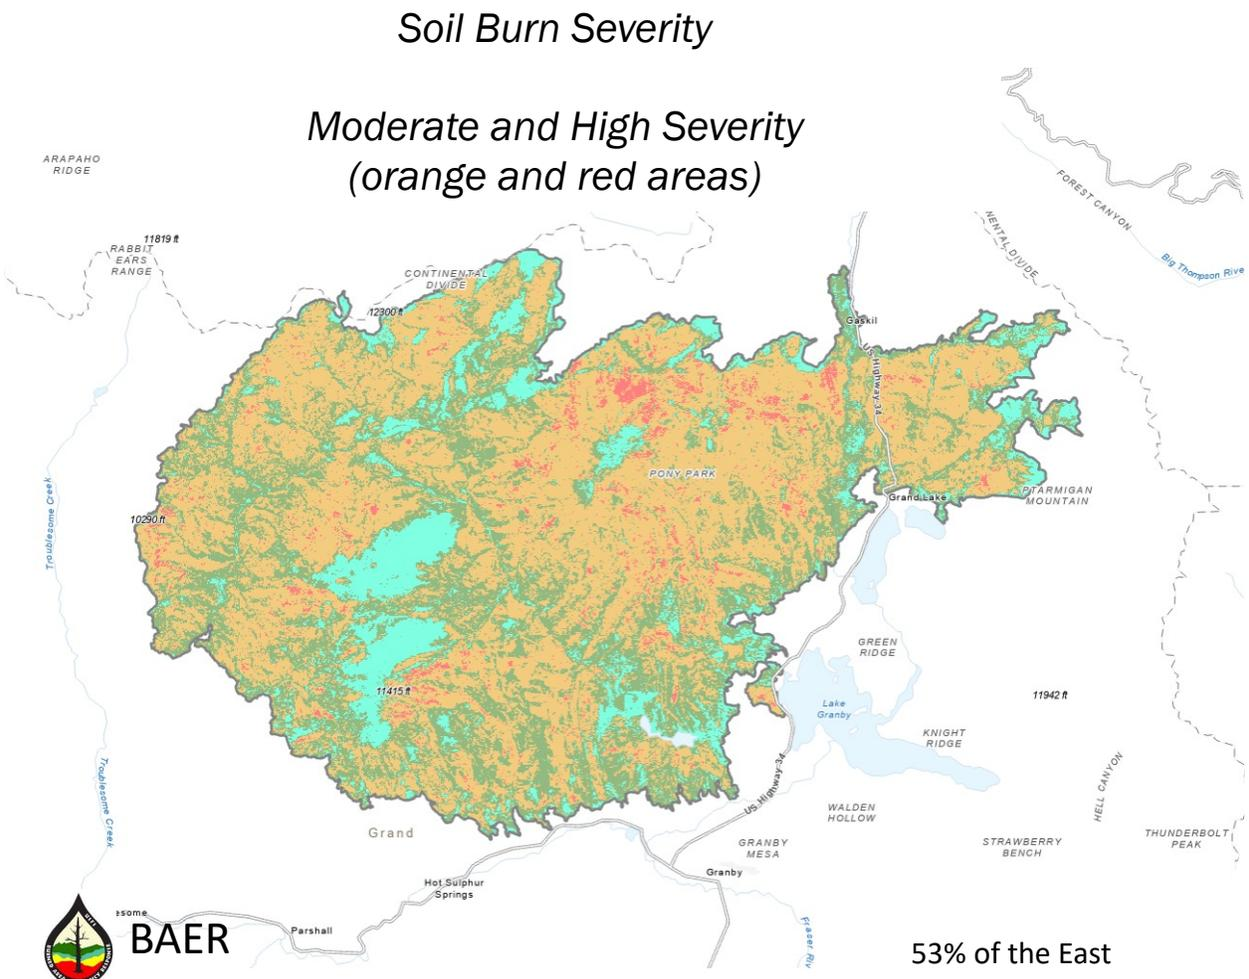 Soil Burn Severity
Moderate and High Severity
(orange and red areas)
ARAPAHO
RIDGE
FOREST CANYON
11819 ft
RABBIT
EARS
RANGE
NENTAL DIVIDE
Big Thompson Rive
CONTINENTAL
DIVIDE
12300 ft
Gaskil
US Highway 34
PONY PARK
Grand Lake
PTARMIGAN
MOUNTAIN
Troublesome Creek
10290 ft
GREEN
RIDGE
11415 ft
11942 ft
Lake
Granby
KNIGHT
RIDGE
Troublesome Creek
US Highway 34
HELL CANYON
WALDEN
HOLLOW
Grand
GRANBY
MESA
STRAWBERRY
BENCH
THUNDERBOLT
PEAK
Granby
Hot Sulphur
Springs
esome
Parshall
Fraser Riv
BAER
53% of the East